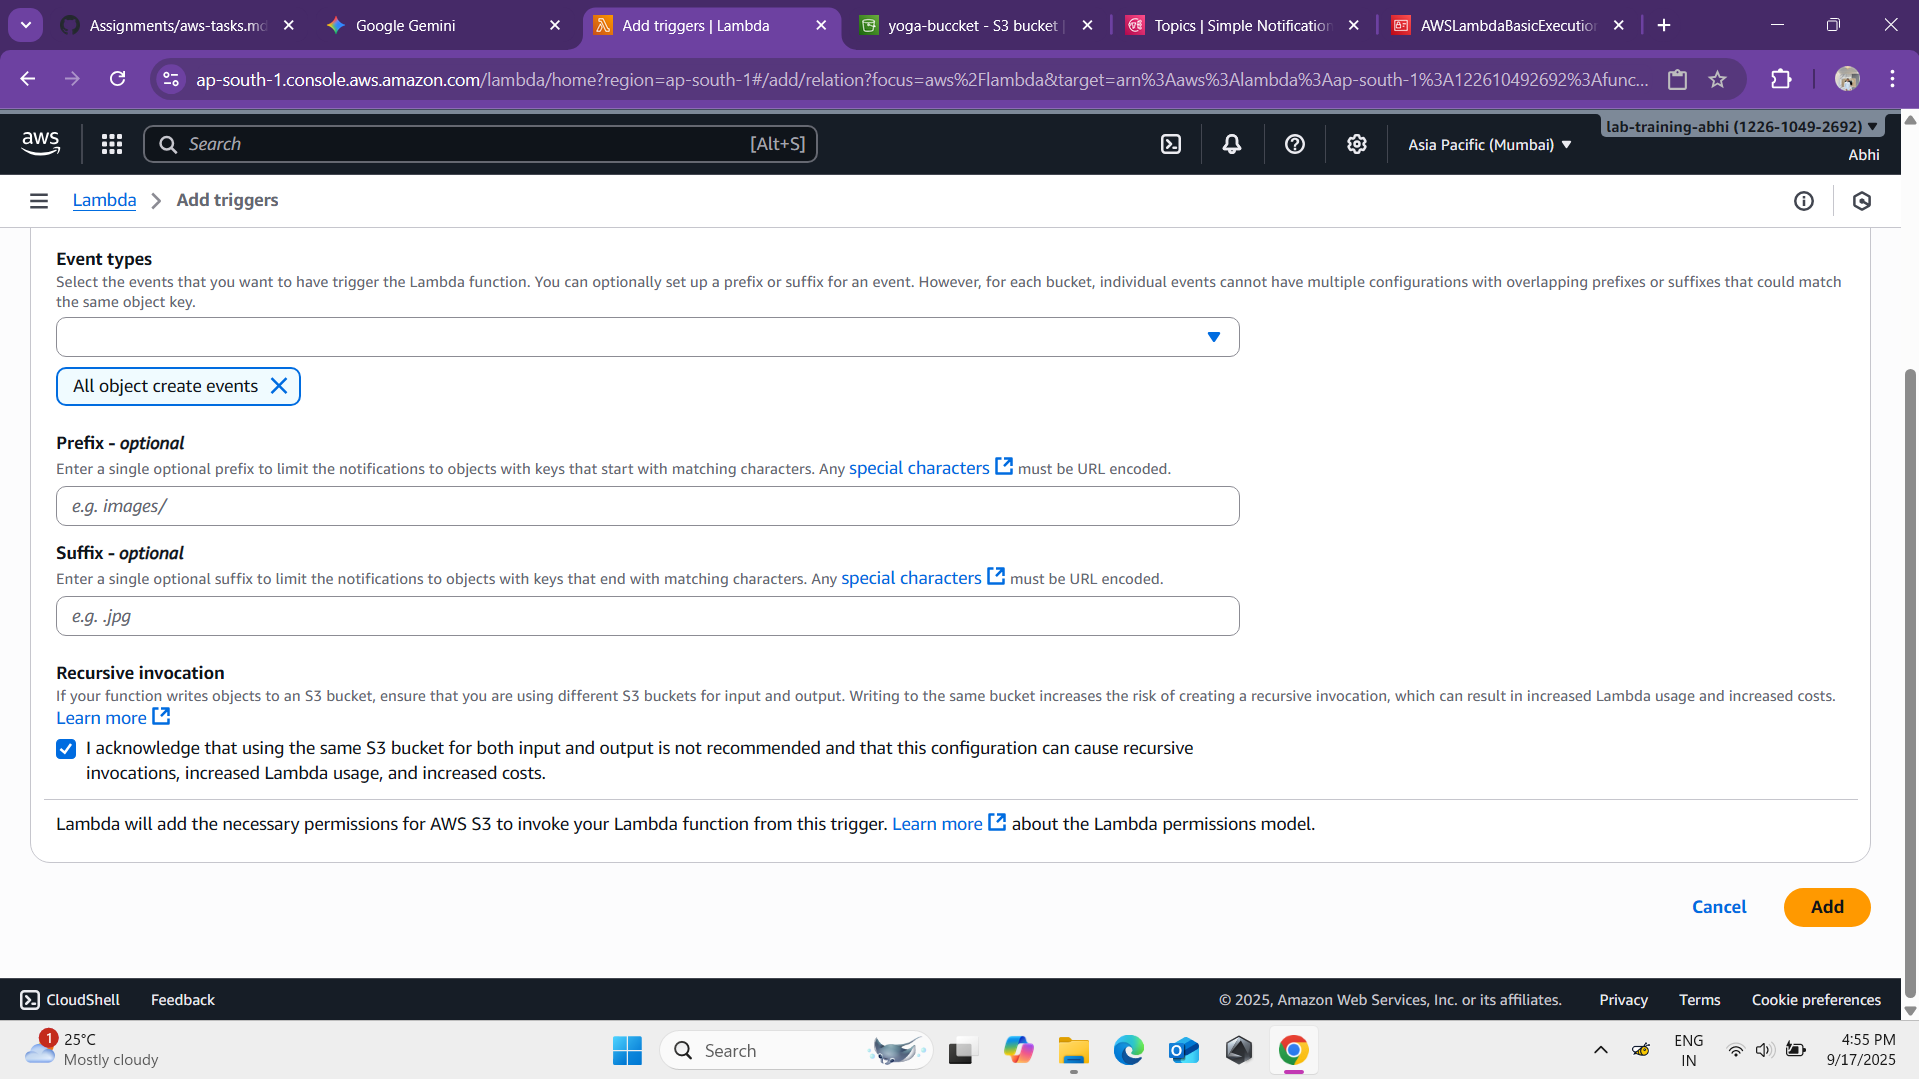 Assignments/aws-tasks.md
Google Gemini
Add triggers | Lambda
yoga-buccket - S3 bucket |
Topics | Simple Notification
AWSLambdaBasicExecutio
ap-south-1.console.aws.amazon.com/lambda/home?region=ap-south-1#/add/relation?focus=aws%2Flambda&target=arn%3Aaws%3Alambda%3Aap-south-1%3A122610492692%3Afunc...
aws
Search
[Alt+S]
Asia Pacific (Mumbai)
lab-training-abhi (1226-1049-2692)
Abhi
Lambda
Add triggers
Event types
Select the events that you want to have trigger the Lambda function. You can optionally set up a prefix or suffix for an event. However, for each bucket, individual events cannot have multiple configurations with overlapping prefixes or suffixes that could match
the same object key.
All object create events
Prefix - optional
Enter a single optional prefix to limit the notifications to objects with keys that start with matching characters. Any special characters must be URL encoded.
e.g. images/
Suffix - optional
Enter a single optional suffix to limit the notifications to objects with keys that end with matching characters. Any special characters must be URL encoded.
e.g. .jpg
Recursive invocation
If your function writes objects to an S3 bucket, ensure that you are using different S3 buckets for input and output. Writing to the same bucket increases the risk of creating a recursive invocation, which can result in increased Lambda usage and increased costs.
Learn more
I acknowledge that using the same S3 bucket for both input and output is not recommended and that this configuration can cause recursive
invocations, increased Lambda usage, and increased costs.
Lambda will add the necessary permissions for AWS S3 to invoke your Lambda function from this trigger. Learn more about the Lambda permissions model.
Cancel
Add
CloudShell
Feedback
© 2025, Amazon Web Services, Inc. or its affiliates.
Privacy
Terms
Cookie preferences
1
25°C
Mostly cloudy
Search
ENG
IN
4:55 PM
9/17/2025